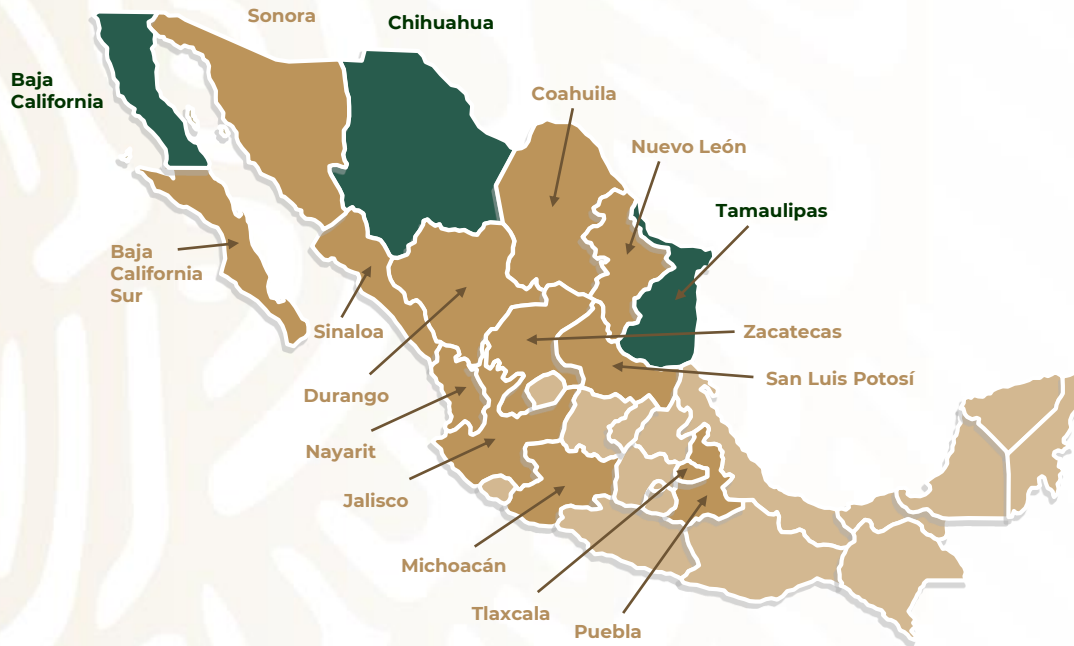 Sonora
Chihuahua
Baja
California
Coahuila
Nuevo León
Tamaulipas
Baja
California
Sur
Sinaloa
Zacatecas
San Luis Potosí
Durango
Nayarit
Jalisco
Michoacán
Tlaxcala
Puebla